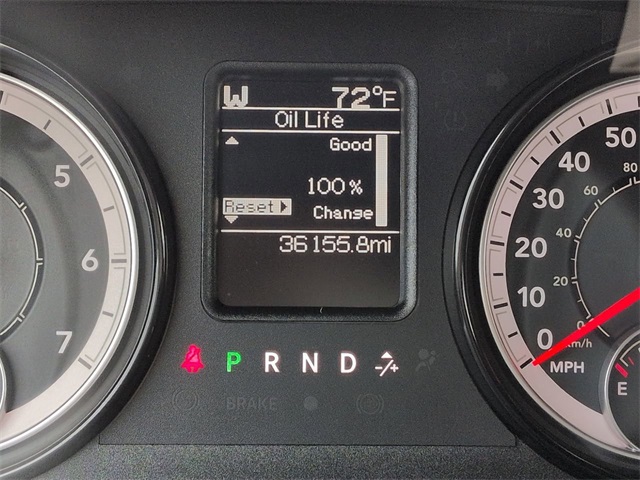 W 72°F
Oil Life
Good
100%
Reset
Change
36155.8mi
P R N D -/+
BRAKE
5
6
7
50
40
30
20
10
0
MPH
80
60
40
20
0
km/h
E